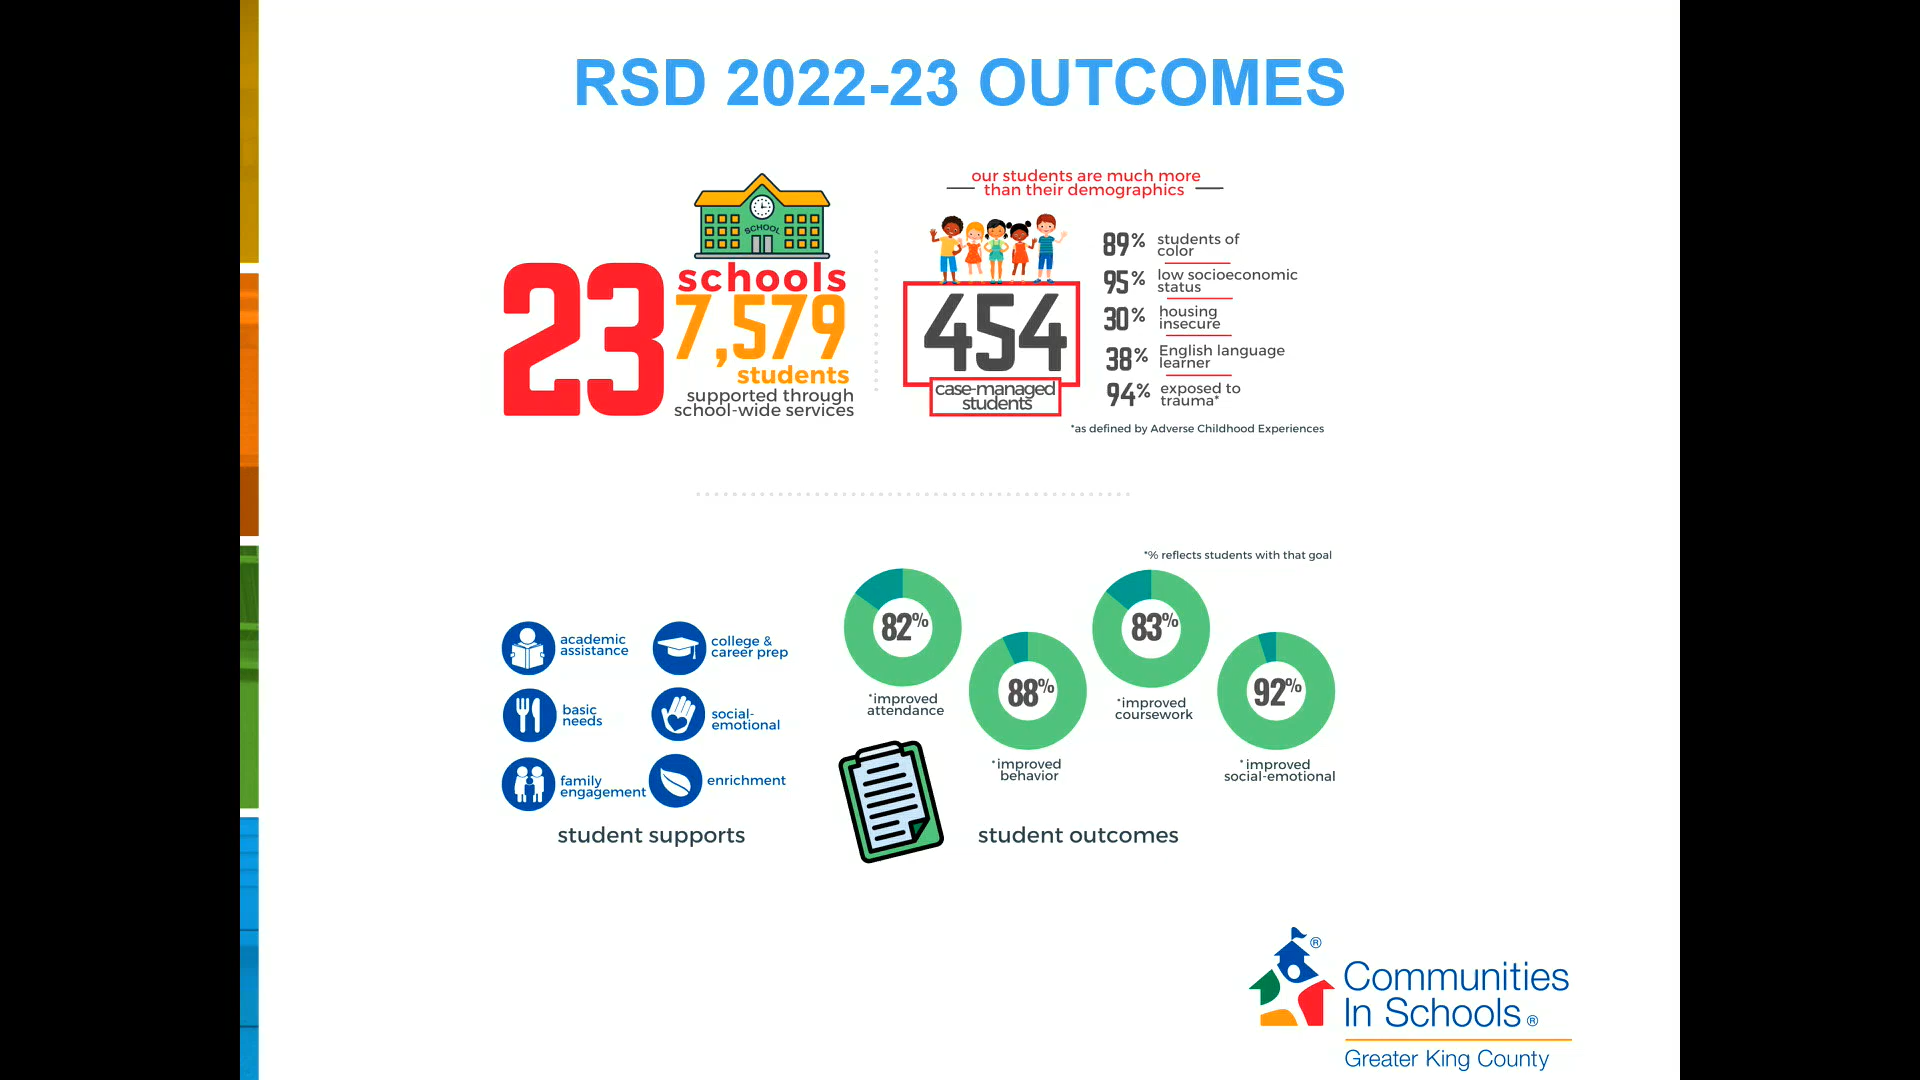 RSD 2022-23 OUTCOMES
SCHOOL
23
schools
7,579
students
supported through
school-wide services
our students are much more
than their demographics
454
case-managed
students
89% students of
color
95% low socioeconomic
status
30% housing
insecure
38% English language
learner
94% exposed to
trauma*
*as defined by Adverse Childhood Experiences
academic
assistance
college &
career prep
basic
needs
social-
emotional
family
engagement
enrichment
student supports
*% reflects students with that goal
82%
*improved
attendance
88%
*improved
behavior
83%
*improved
coursework
92%
*improved
social-emotional
student outcomes
®
Communities
In Schools®
Greater King County